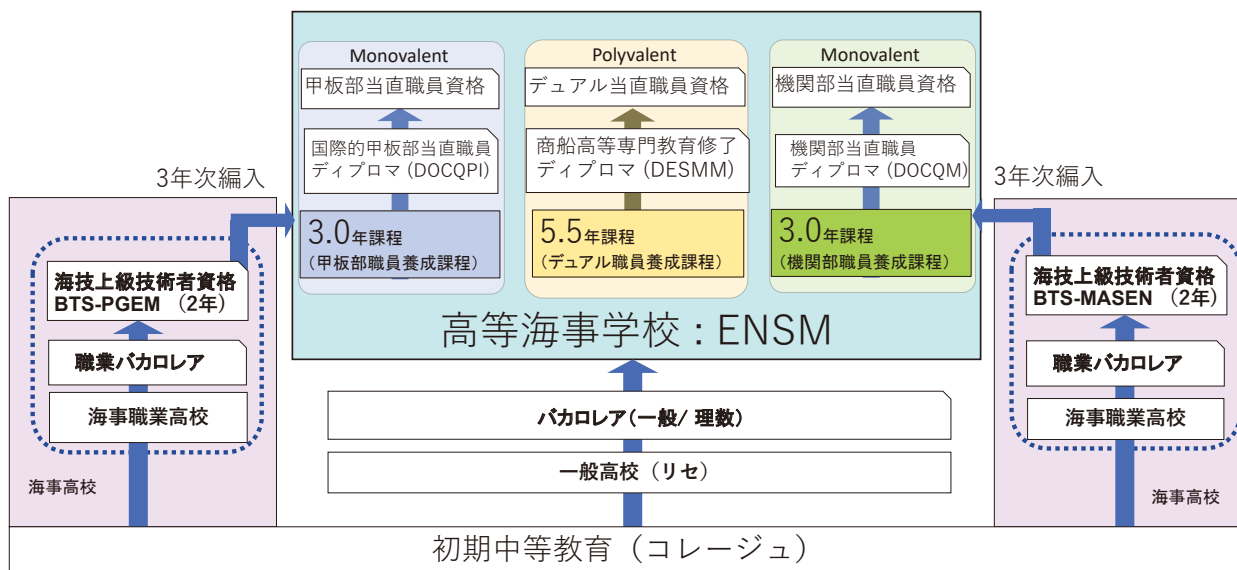 Monovalent
甲板部当直職員資格
国際的甲板部当直職員
ディプロマ (DOCQPI)
3.0年課程
(甲板部職員養成課程)
Polyvalent
デュアル当直職員資格
商船高等専門教育修了
ディプロマ (DESMM)
5.5年課程
(デュアル職員養成課程)
Monovalent
機関部当直職員資格
機関部当直職員
ディプロマ (DOCQM)
3.0年課程
(機関部職員養成課程)
高等海事学校 : ENSM
3年次編入
海技上級技術者資格
BTS-PGEM （2年）
職業バカロレア
海事職業高校
海事高校
バカロレア（一般/ 理数）
一般高校（リセ）
3年次編入
海技上級技術者資格
BTS-MASEN （2年）
職業バカロレア
海事職業高校
海事高校
初期中等教育（コレージュ）